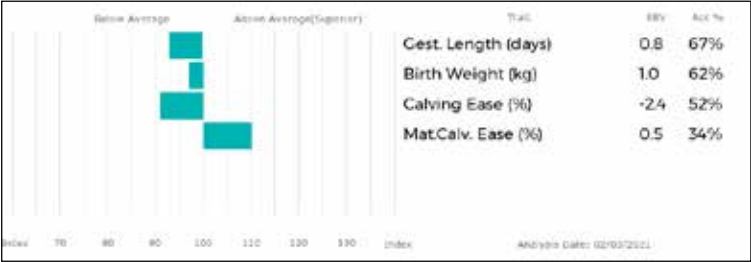 Below Average Above Average(Superior) Trait EBV Acc %
Gest. Length (days) 0.8 67%
Birth Weight (kg) 1.0 62%
Calving Ease (%) -2.4 52%
Mat.Calv. Ease (%) 0.5 34%
Index 70 80 90 100 110 120 130 Index Analysis Date: 02/03/2021